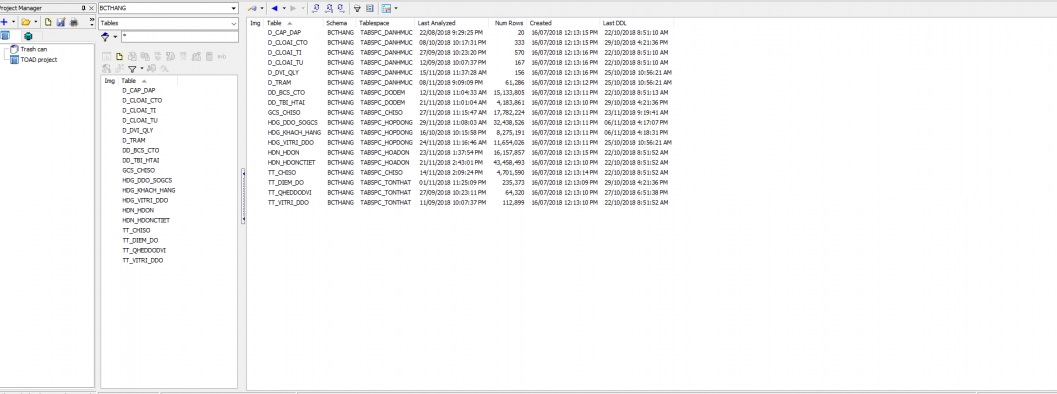 Project Manager
BCTHANG
Tables
*
Trash can
TOAD project
Img Table
D_CAP_DAP
D_CLOAI_CTO
D_CLOAI_TI
D_CLOAI_TU
D_DVI_QLY
D_TRAM
DD_BCS_CTO
DD_TBI_HTAI
GCS_CHISO
HDG_DDO_SOGCS
HDG_KHACH_HANG
HDG_VITRI_DDO
HDN_HDON
HDN_HDONCTIET
TT_CHISO
TT_DIEM_DO
TT_QHEDDODVI
TT_VITRI_DDO
Img Table Schema Tablespace Last Analyzed Num Rows Created Last DDL
D_CAP_DAP BCTHANG TABSPC_DANHMUC 22/08/2018 9:29:25 PM 20 16/07/2018 12:13:15 PM 22/10/2018 8:51:10 AM
D_CLOAI_CTO BCTHANG TABSPC_DANHMUC 08/10/2018 10:17:31 PM 333 16/07/2018 12:13:15 PM 29/10/2018 4:21:36 PM
D_CLOAI_TI BCTHANG TABSPC_DANHMUC 27/09/2018 10:23:20 PM 570 16/07/2018 12:13:16 PM 22/10/2018 8:51:10 AM
D_CLOAI_TU BCTHANG TABSPC_DANHMUC 12/09/2018 10:07:37 PM 167 16/07/2018 12:13:15 PM 22/10/2018 8:51:10 AM
D_DVI_QLY BCTHANG TABSPC_DANHMUC 15/11/2018 11:37:28 AM 156 16/07/2018 12:13:16 PM 25/10/2018 10:56:21 AM
D_TRAM BCTHANG TABSPC_DANHMUC 08/11/2018 9:09:09 PM 61,286 16/07/2018 12:13:12 PM 25/10/2018 10:56:21 AM
DD_BCS_CTO BCTHANG TABSPC_DODEM 12/11/2018 11:04:33 AM 15,133,805 16/07/2018 12:13:11 PM 22/10/2018 8:51:13 AM
DD_TBI_HTAI BCTHANG TABSPC_DODEM 21/11/2018 11:01:04 AM 4,183,861 16/07/2018 12:13:10 PM 29/10/2018 4:21:36 PM
GCS_CHISO BCTHANG TABSPC_CHISO 27/11/2018 11:15:47 AM 17,782,224 16/07/2018 12:13:11 PM 23/11/2018 9:19:41 AM
HDG_DDO_SOGCS BCTHANG TABSPC_HOPDONG 29/11/2018 11:08:03 AM 32,438,526 16/07/2018 12:13:11 PM 06/11/2018 4:17:07 PM
HDG_KHACH_HANG BCTHANG TABSPC_HOPDONG 16/10/2018 10:15:58 PM 8,275,191 16/07/2018 12:13:11 PM 06/11/2018 4:18:31 PM
HDG_VITRI_DDO BCTHANG TABSPC_HOPDONG 24/11/2018 11:16:46 AM 11,654,026 16/07/2018 12:13:11 PM 25/10/2018 10:56:21 AM
HDN_HDON BCTHANG TABSPC_HOADON 23/11/2018 1:37:54 PM 16,157,857 16/07/2018 12:13:15 PM 22/10/2018 8:51:52 AM
HDN_HDONCTIET BCTHANG TABSPC_HOADON 21/11/2018 2:43:01 PM 43,458,493 16/07/2018 12:13:10 PM 22/10/2018 8:51:52 AM
TT_CHISO BCTHANG TABSPC_CHISO 14/11/2018 2:09:24 PM 4,701,590 16/07/2018 12:13:14 PM 22/10/2018 8:51:52 AM
TT_DIEM_DO BCTHANG TABSPC_TONTHAT 01/11/2018 11:25:09 PM 235,373 16/07/2018 12:13:09 PM 29/10/2018 4:21:36 PM
TT_QHEDDODVI BCTHANG TABSPC_TONTHAT 27/10/2018 10:23:11 PM 64,320 16/07/2018 12:13:10 PM 27/10/2018 6:51:38 PM
TT_VITRI_DDO BCTHANG TABSPC_TONTHAT 11/09/2018 10:07:37 PM 112,899 16/07/2018 12:13:10 PM 22/10/2018 8:51:52 AM